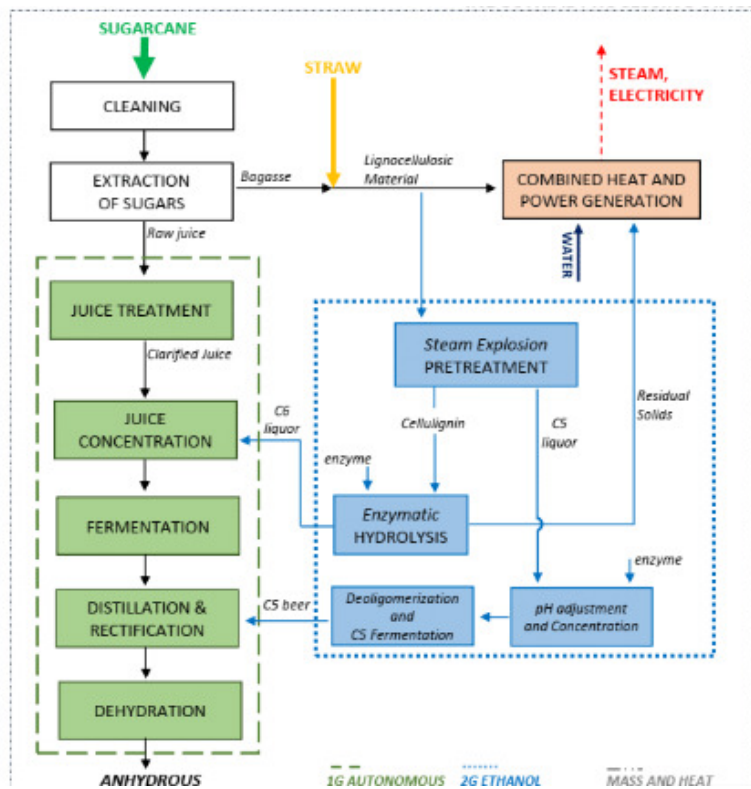 SUGARCANE
CLEANING
EXTRACTION
OF SUGARS
STRAW
STEAM,
ELECTRICITY
Bagasse
Lignocellulosic
Material
COMBINED HEAT AND
POWER GENERATION
Raw juice
WATER
JUICE TREATMENT
Clarified Juice
JUICE
CONCENTRATION
FERMENTATION
DISTILLATION &
RECTIFICATION
DEHYDRATION
ANHYDROUS
Steam Explosion
PRETREATMENT
Residual
Solids
C6
liquor
Cellulignin
C5
liquor
enzyme
Enzymatic
HYDROLYSIS
enzyme
C5 beer
Deoligomerization
and
C5 Fermentation
pH adjustment
and Concentration
1G AUTONOMOUS
2G ETHANOL
MASS AND HEAT